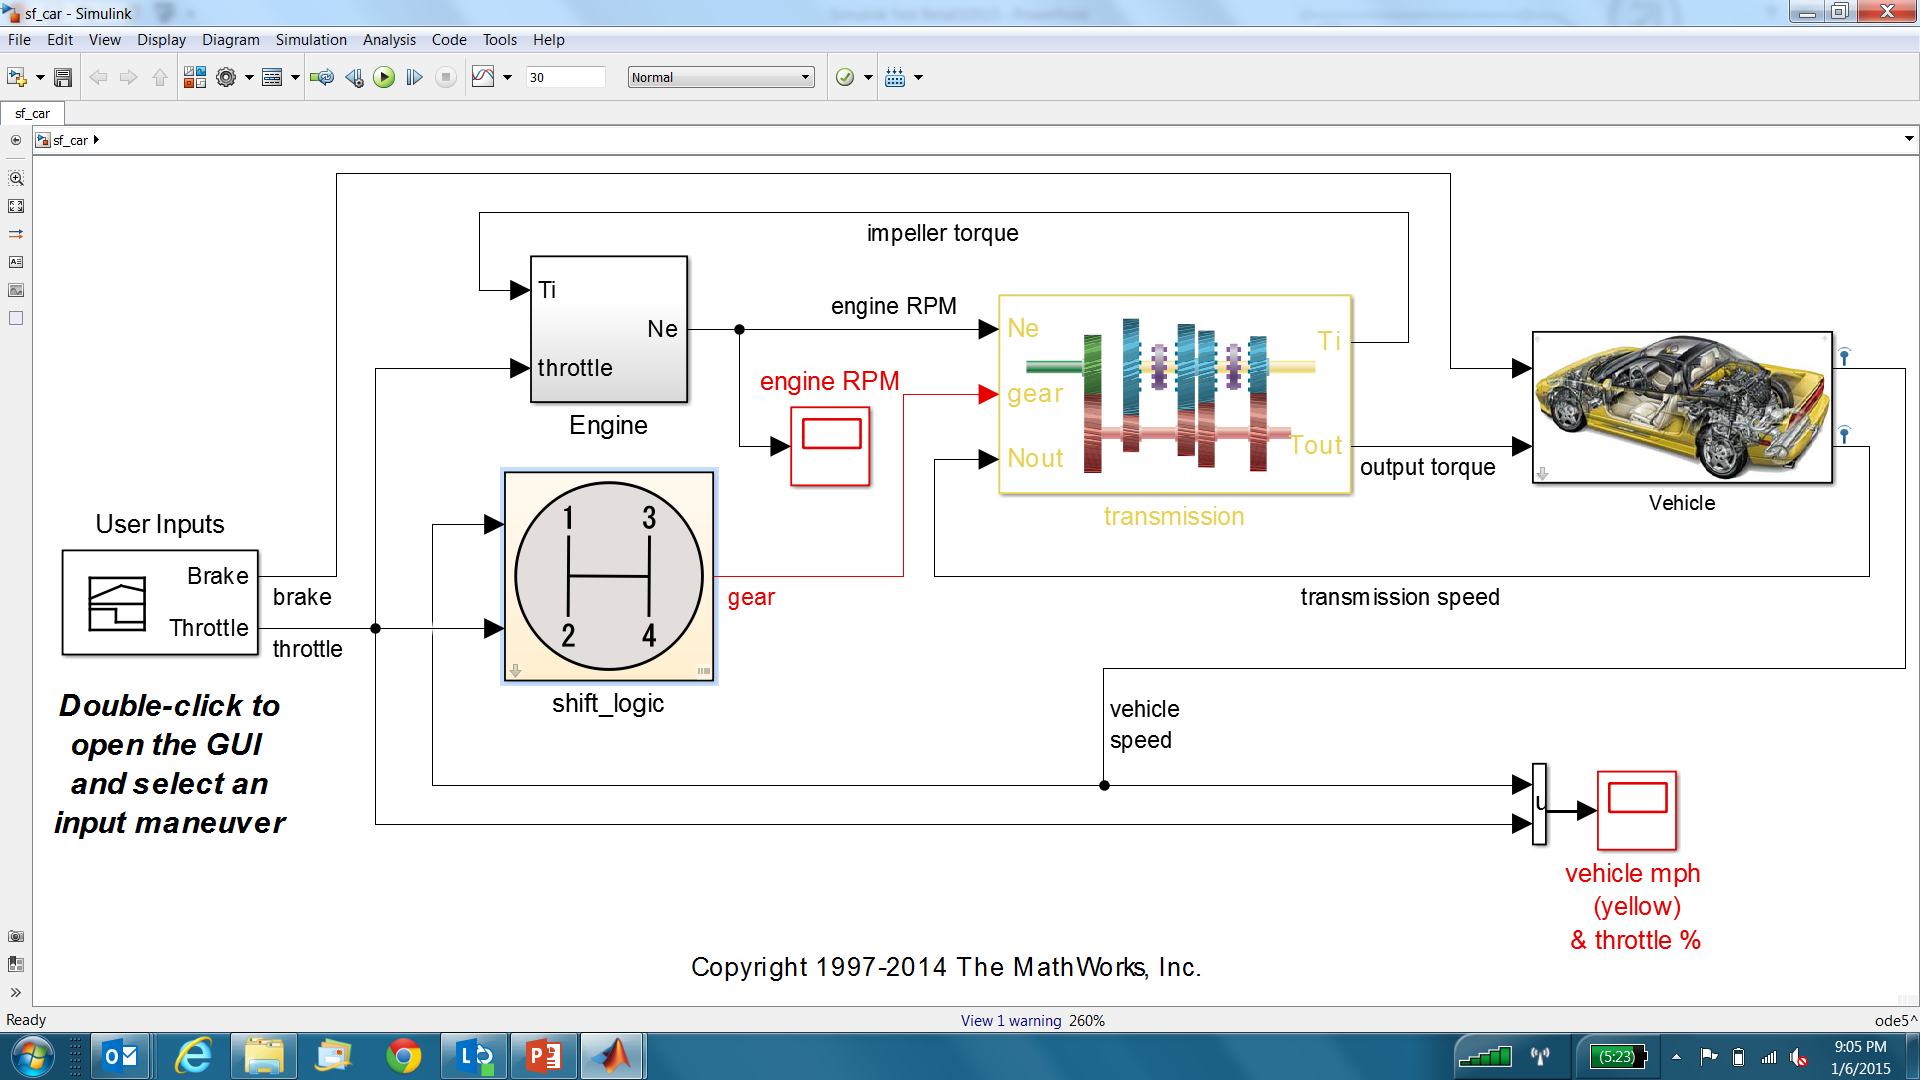 sf_car - Simulink
File Edit View Display Diagram Simulation Analysis Code Tools Help
30 Normal
sf_car
sf_car
impeller torque
Ti
Ne
throttle
Engine
engine RPM
engine RPM
Ne
gear
Nout
Ti
Tout
transmission
output torque
Vehicle
User Inputs
Brake
Throttle
brake
throttle
1 3
2 4
shift_logic
gear
transmission speed
Double-click to
open the GUI
and select an
input maneuver
vehicle
speed
vehicle mph
(yellow)
& throttle %
Copyright 1997-2014 The MathWorks, Inc.
Ready
View 1 warning 260%
ode5^
(5:23)
9:05 PM
1/6/2015